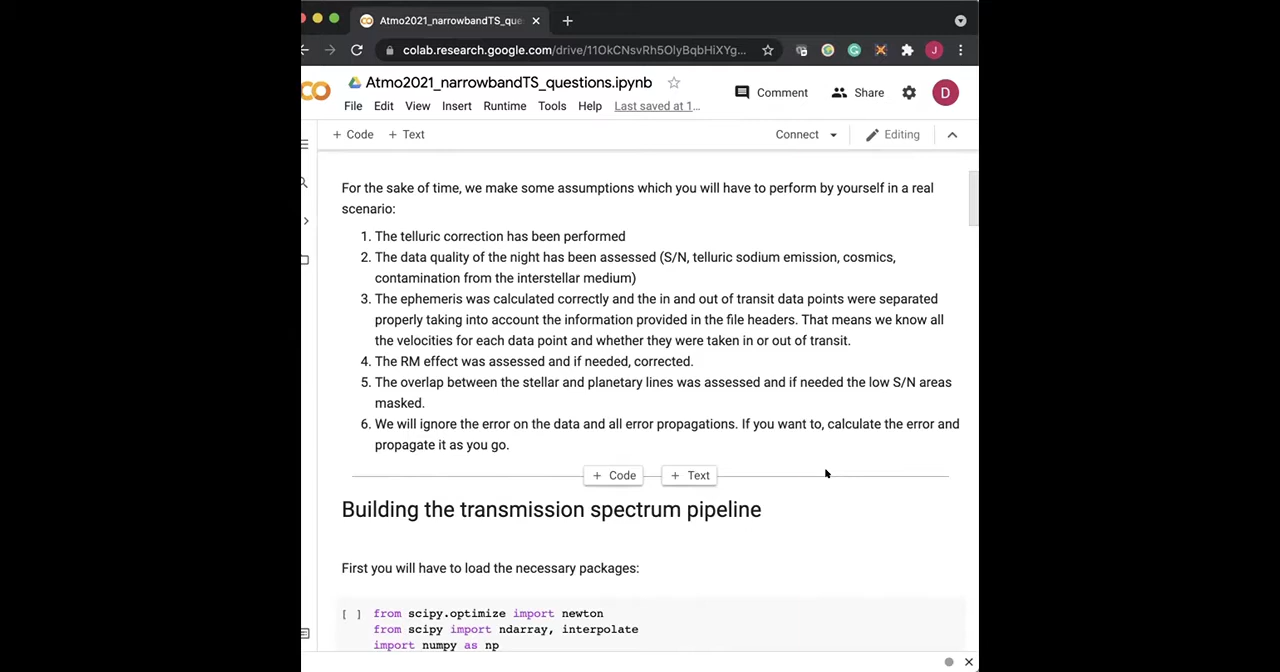 Atmo2021_narrowbandTS_que
colab.research.google.com/drive/11OkCNsvRh5OlyBqbHiXYg...
J
Atmo2021_narrowbandTS_questions.ipynb
Comment
Share
D
File Edit View Insert Runtime Tools Help Last saved at 1...
+ Code + Text
Connect
Editing
For the sake of time, we make some assumptions which you will have to perform by yourself in a real
scenario:
1. The telluric correction has been performed
2. The data quality of the night has been assessed (S/N, telluric sodium emission, cosmics,
contamination from the interstellar medium)
3. The ephemeris was calculated correctly and the in and out of transit data points were separated
properly taking into account the information provided in the file headers. That means we know all
the velocities for each data point and whether they were taken in or out of transit.
4. The RM effect was assessed and if needed, corrected.
5. The overlap between the stellar and planetary lines was assessed and if needed the low S/N areas
masked.
6. We will ignore the error on the data and all error propagations. If you want to, calculate the error and
propagate it as you go.
+ Code + Text
Building the transmission spectrum pipeline
First you will have to load the necessary packages:
[ ] from scipy.optimize import newton
from scipy import ndarray, interpolate
import numpy as np